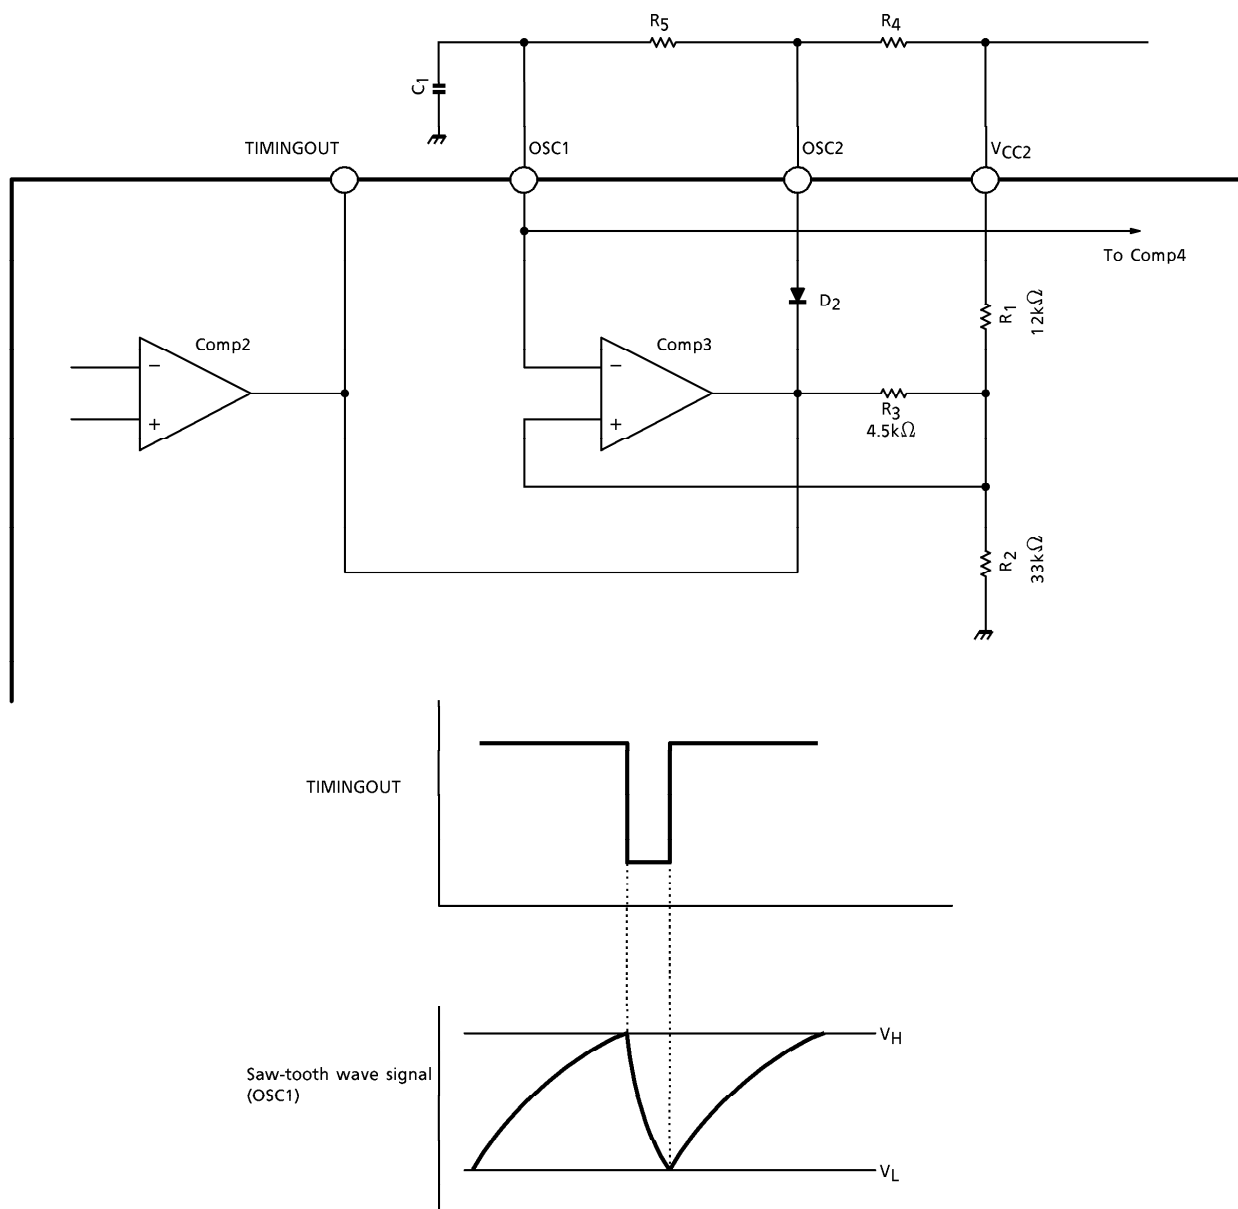 R5
R4
C1
TIMINGOUT
OSC1
OSC2
VCC2
To Comp4
D2
R1
12kΩ
Comp2
Comp3
−
−
+
+
R3
4.5kΩ
R2
33kΩ
TIMINGOUT
VH
Saw-tooth wave signal
(OSC1)
VL